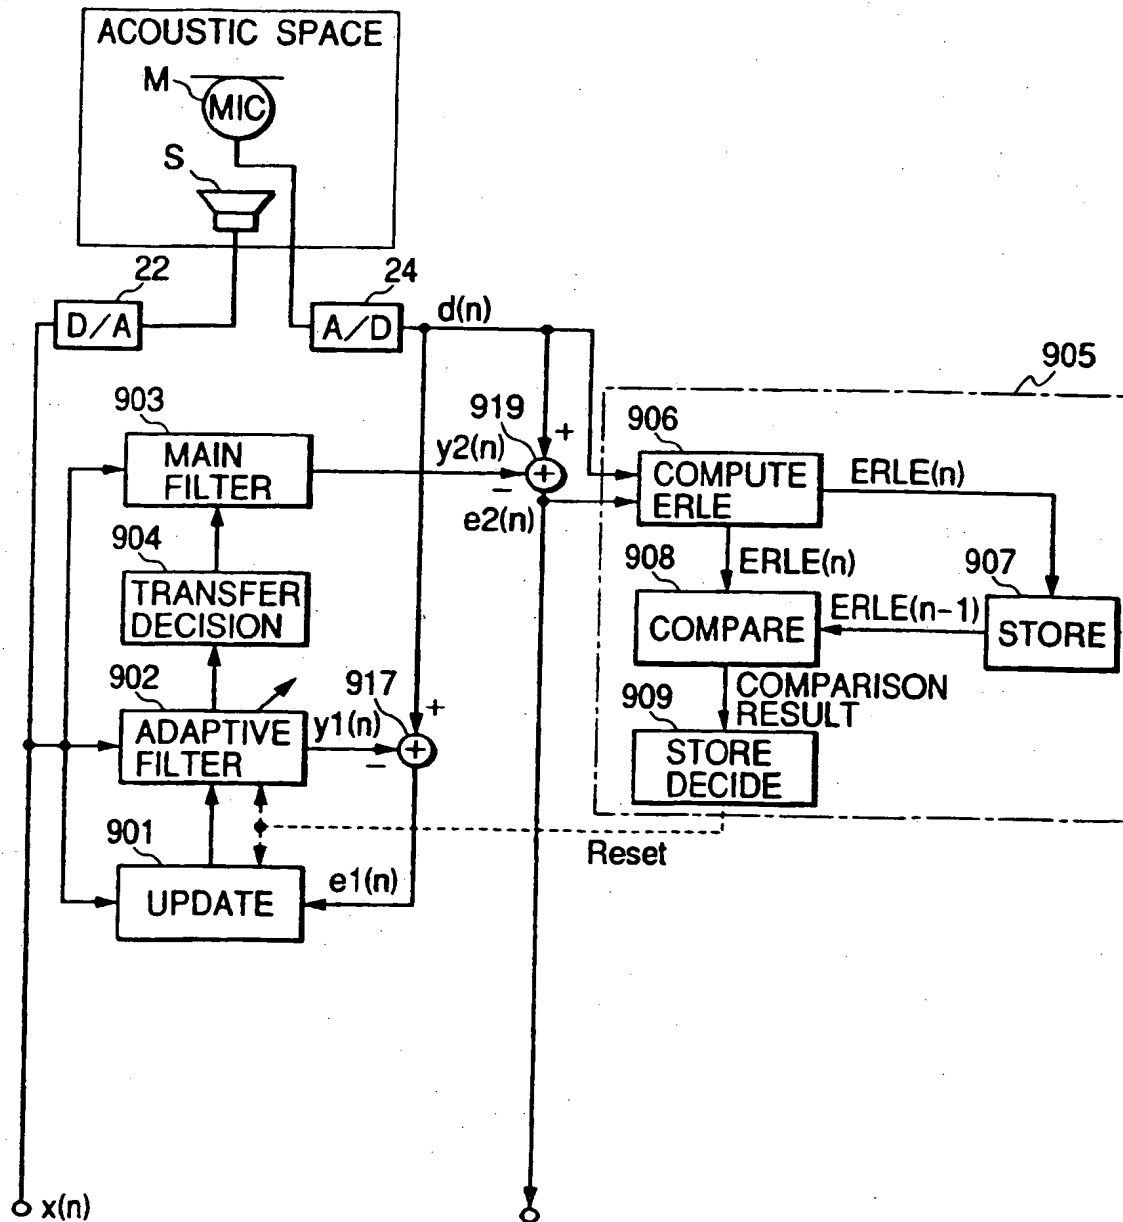 ACOUSTIC SPACE
M
MIC
S
22
24
D/A
A/D
d(n)
905
903
919
+
906
MAIN
FILTER
y2(n)
+
−
COMPUTE
ERLE
ERLE(n)
e2(n)
904
908
ERLE(n)
907
TRANSFER
DECISION
COMPARE
ERLE(n-1)
STORE
902
917
+
909
COMPARISON
RESULT
ADAPTIVE
FILTER
y1(n)
+
−
STORE
DECIDE
901
Reset
UPDATE
e1(n)
x(n)